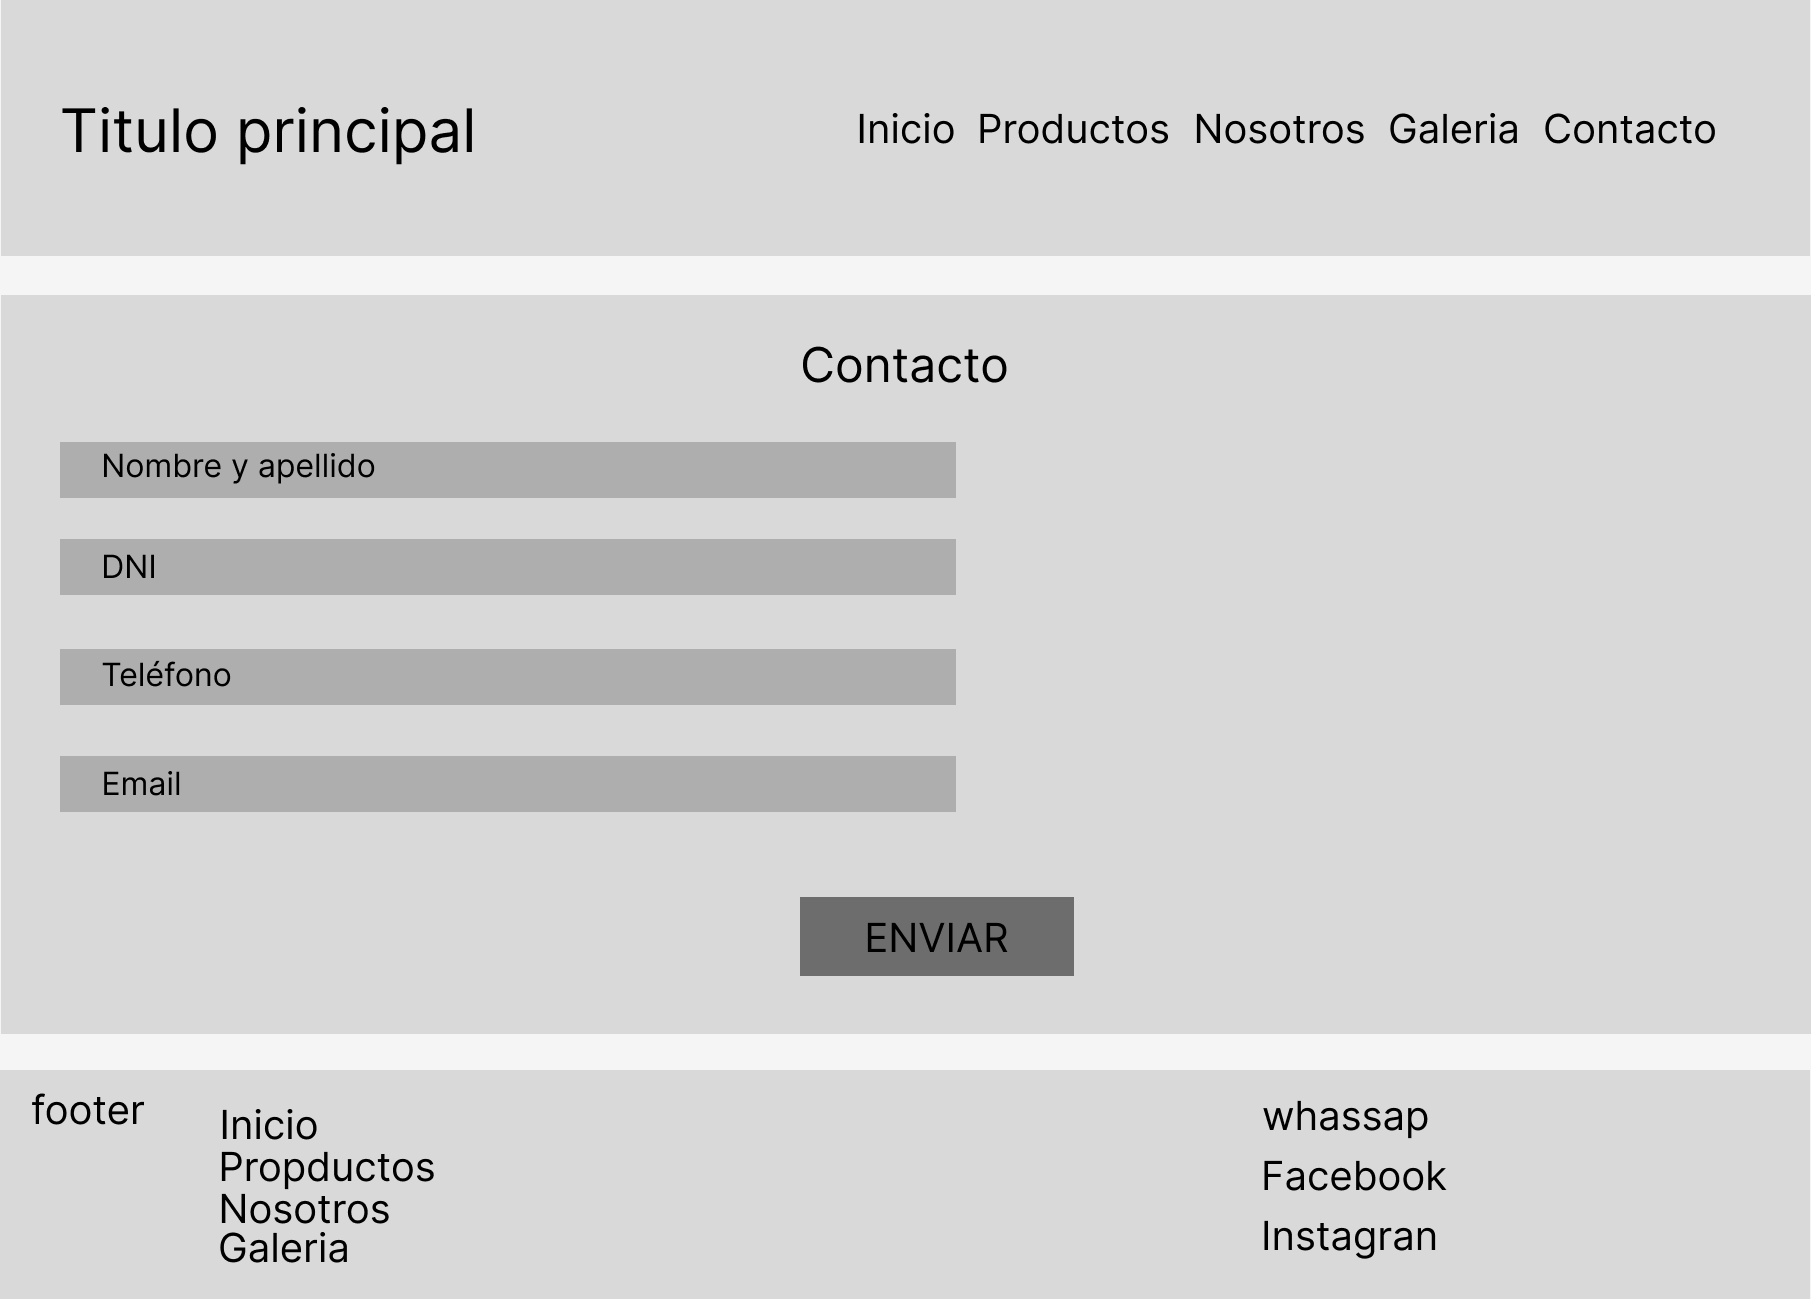 Titulo principal
Inicio Productos Nosotros Galeria Contacto
Contacto
Nombre y apellido
DNI
Teléfono
Email
ENVIAR
footer
Inicio
Propductos
Nosotros
Galeria
whassap
Facebook
Instagran